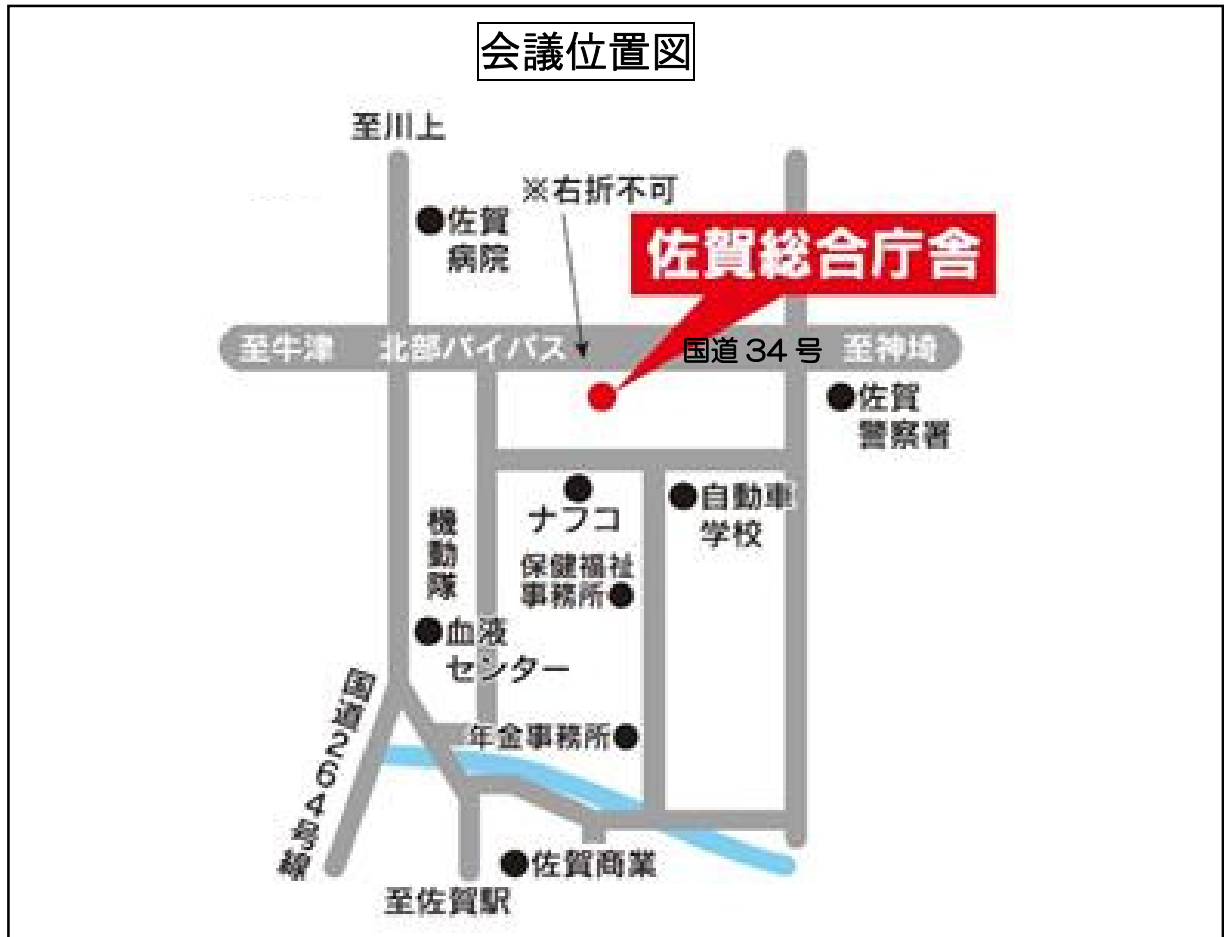 会議位置図
至川上
※右折不可
●佐賀
病院
佐賀総合庁舎
至牛津 北部バイパス 国道34号 至神埼
●佐賀
警察署
●自動車
学校
ナフコ
機動隊
保健福祉
事務所●
●血液
センター
国道264号線
年金事務所●
●佐賀商業
至佐賀駅